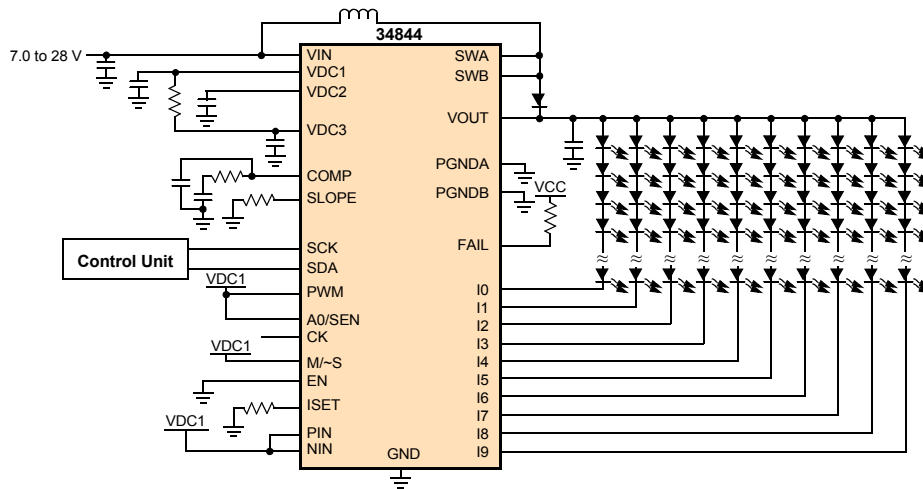 34844
7.0 to 28 V
VIN
VDC1
VDC2
VDC3
COMP
SLOPE
SCK
SDA
PWM
A0/SEN
CK
M/~S
EN
ISET
PIN
NIN
GND
SWA
SWB
VOUT
PGNDA
PGNDB
FAIL
I0
I1
I2
I3
I4
I5
I6
I7
I8
I9
VCC
Control Unit
VDC1
VDC1
VDC1
≈ ≈ ≈ ≈ ≈ ≈ ≈ ≈ ≈ ≈